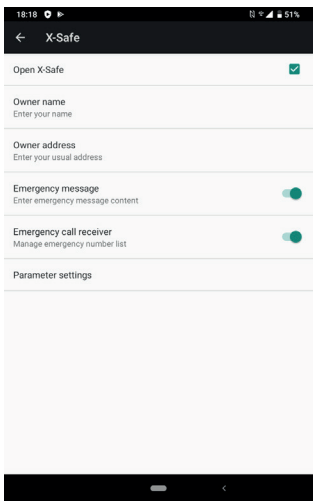 18:18
51%
X-Safe
Open X-Safe
Owner name
Enter your name
Owner address
Enter your usual address
Emergency message
Enter emergency message content
Emergency call receiver
Manage emergency number list
Parameter settings